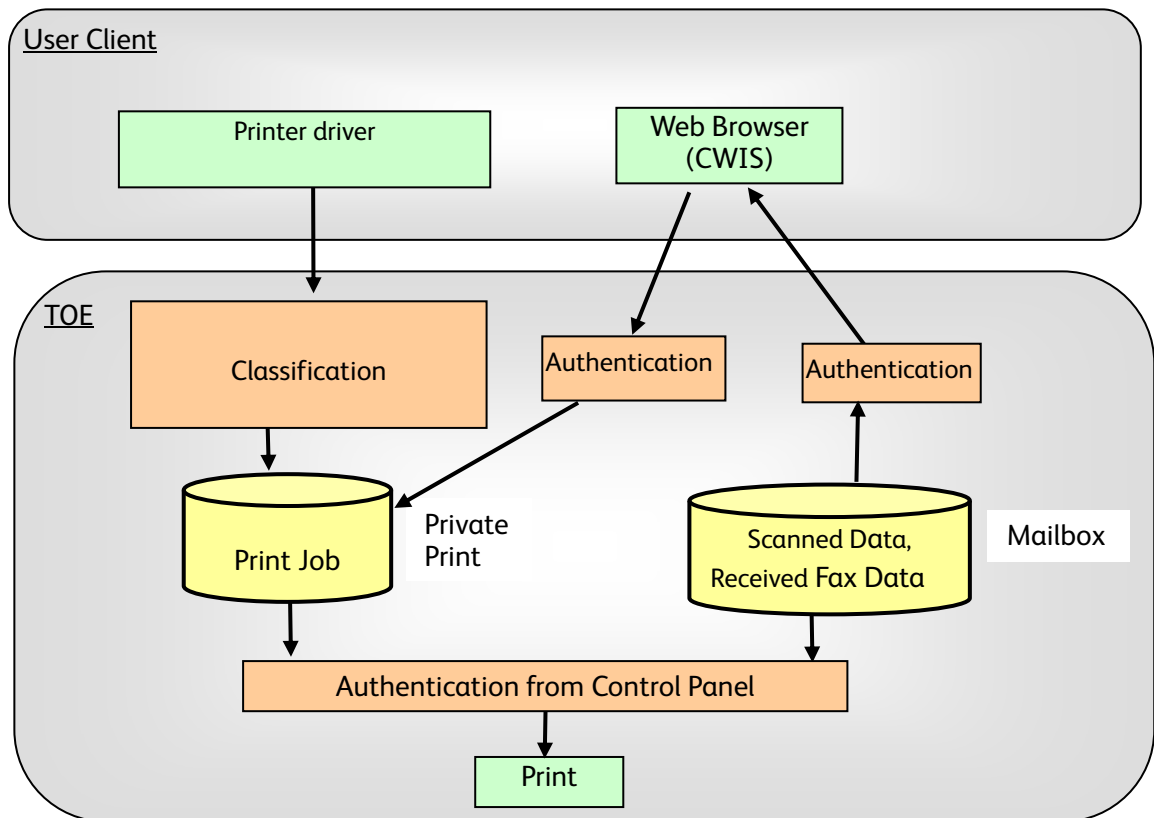 User Client
Printer driver
Web Browser
(CWIS)
TOE
Classification
Authentication
Authentication
Print Job
Private
Print
Scanned Data,
Received Fax Data
Mailbox
Authentication from Control Panel
Print